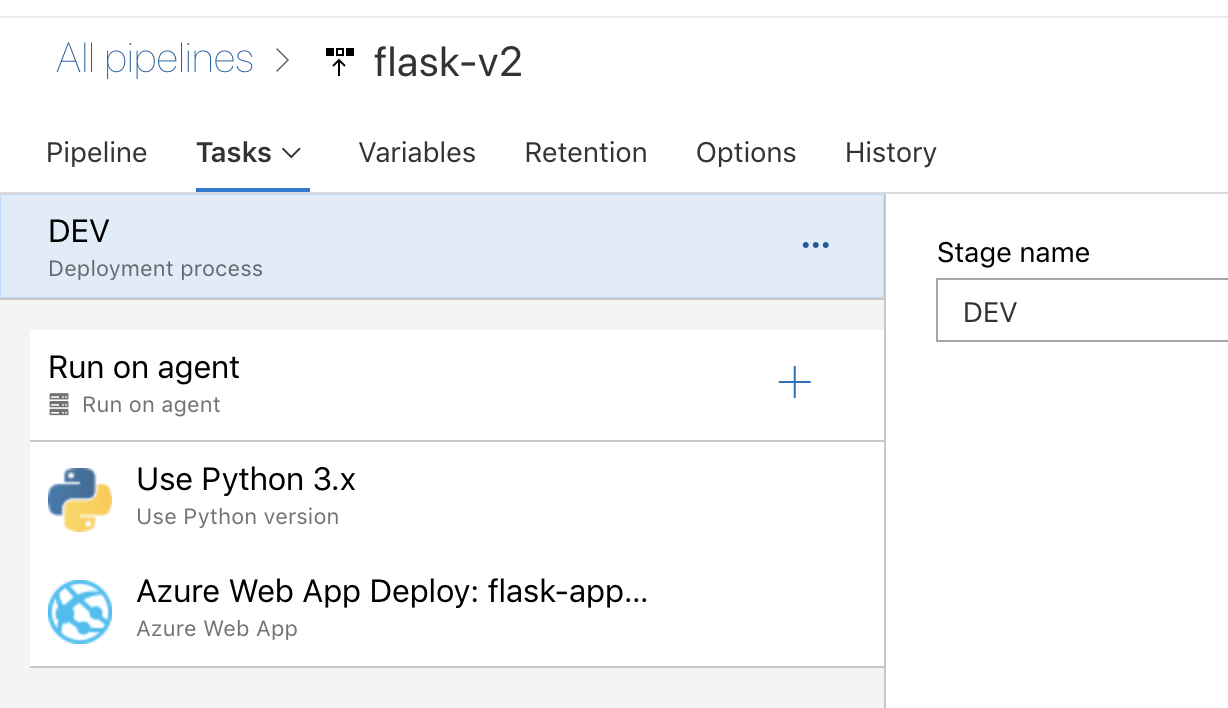 All pipelines > flask-v2
Pipeline Tasks Variables Retention Options History
DEV
Deployment process
Stage name
DEV
Run on agent
Run on agent
Use Python 3.x
Use Python version
Azure Web App Deploy: flask-app...
Azure Web App